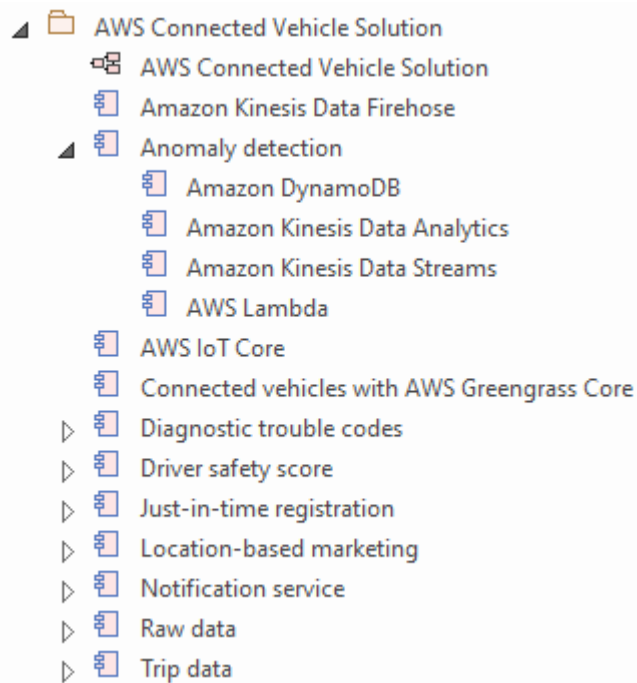 AWS Connected Vehicle Solution
AWS Connected Vehicle Solution
Amazon Kinesis Data Firehose
Anomaly detection
Amazon DynamoDB
Amazon Kinesis Data Analytics
Amazon Kinesis Data Streams
AWS Lambda
AWS IoT Core
Connected vehicles with AWS Greengrass Core
Diagnostic trouble codes
Driver safety score
Just-in-time registration
Location-based marketing
Notification service
Raw data
Trip data